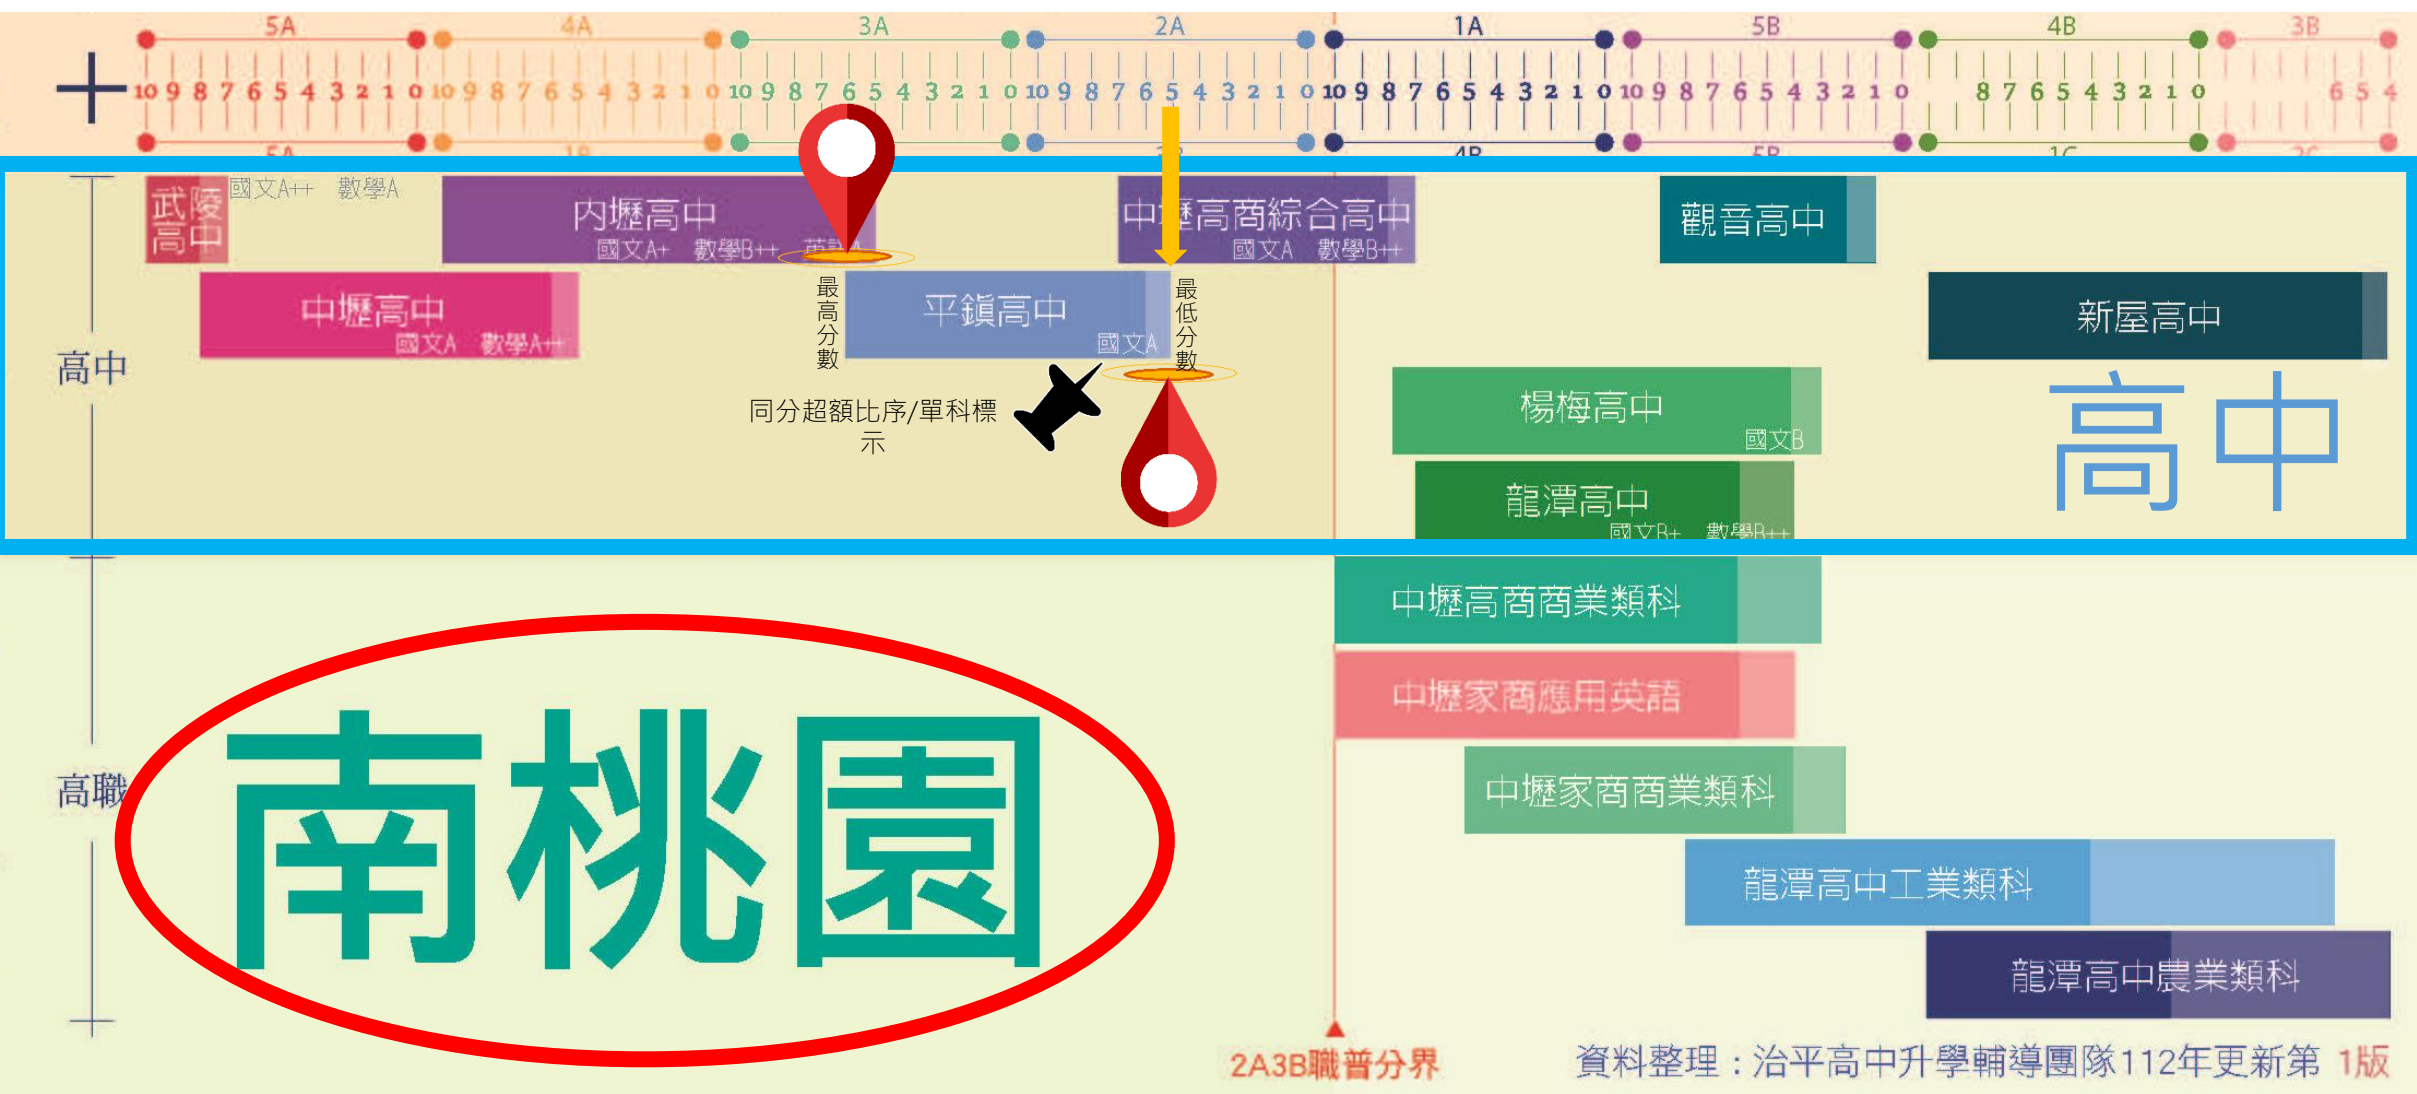 5A 4A 3A 2A 1A 5B 4B 3B
+ 10 9 8 7 6 5 4 3 2 1 0 10 9 8 7 6 5 4 3 2 1 0 10 9 8 7 6 5 4 3 2 1 0 10 9 8 7 6 5 4 3 2 1 0 10 9 8 7 6 5 4 3 2 1 0 10 9 8 7 6 5 4 3 2 1 0 8 7 6 5 4 3 2 1 0 6 5 4
5A 1B 4B 5B 1C
武陵
高中
國文A++ 數學A
內壢高中
國文A+ 數學B++
中壢高商綜合高中
國文A 數學B++
觀音高中
中壢高中
國文A 數學A++
最高分數
平鎮高中
國文A
最低分數
新屋高中
高中
同分超額比序/單科標
示
楊梅高中
國文B
高中
龍潭高中
國文B+ 數學B++
中壢高商商業類科
中壢家商應用英語
高職
南桃園
中壢家商商業類科
龍潭高中工業類科
龍潭高中農業類科
2A3B職普分界
資料整理：治平高中升學輔導團隊112年更新第 1版